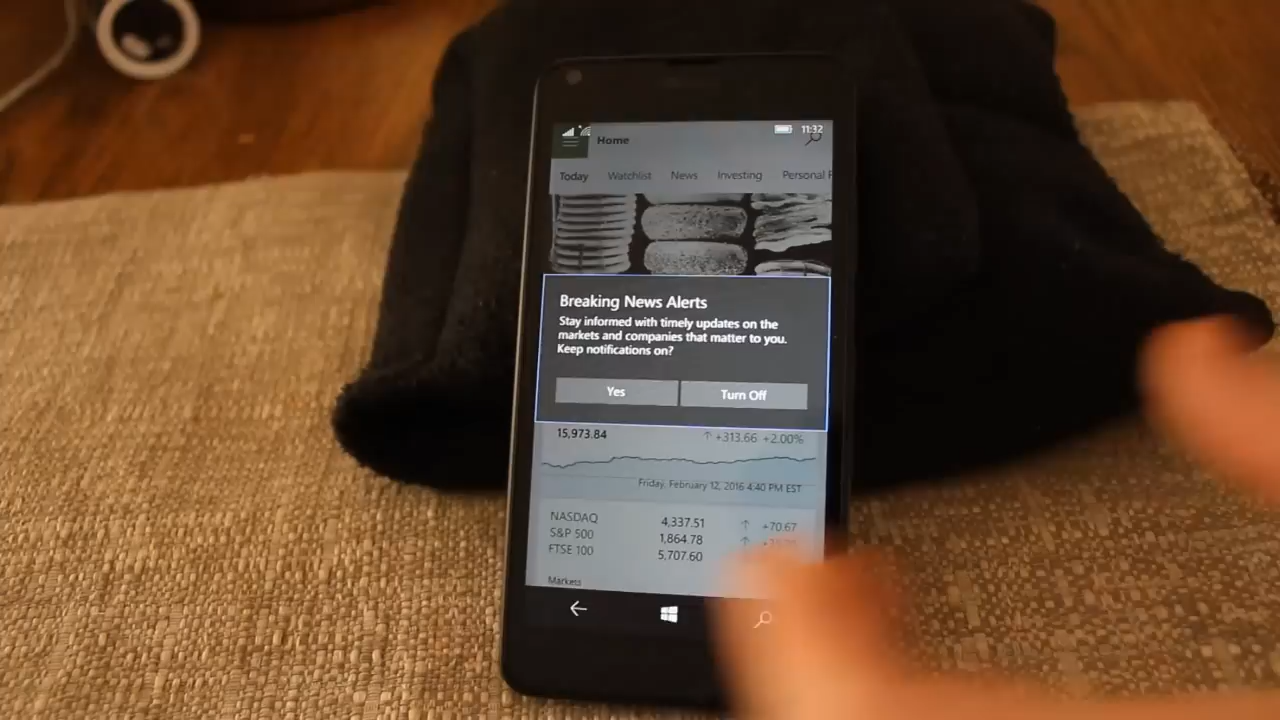 11:32
Home
Today Watchlist News Investing Personal
Breaking News Alerts
Stay informed with timely updates on the
markets and companies that matter to you.
Keep notifications on?
Yes Turn Off
15,973.84 ↑ +313.66 +2.00%
Friday, February 12, 2016 4:40 PM EST
NASDAQ 4,337.51 ↑ +70.67
S&P 500 1,864.78 ↑
FTSE 100 5,707.60
Markets